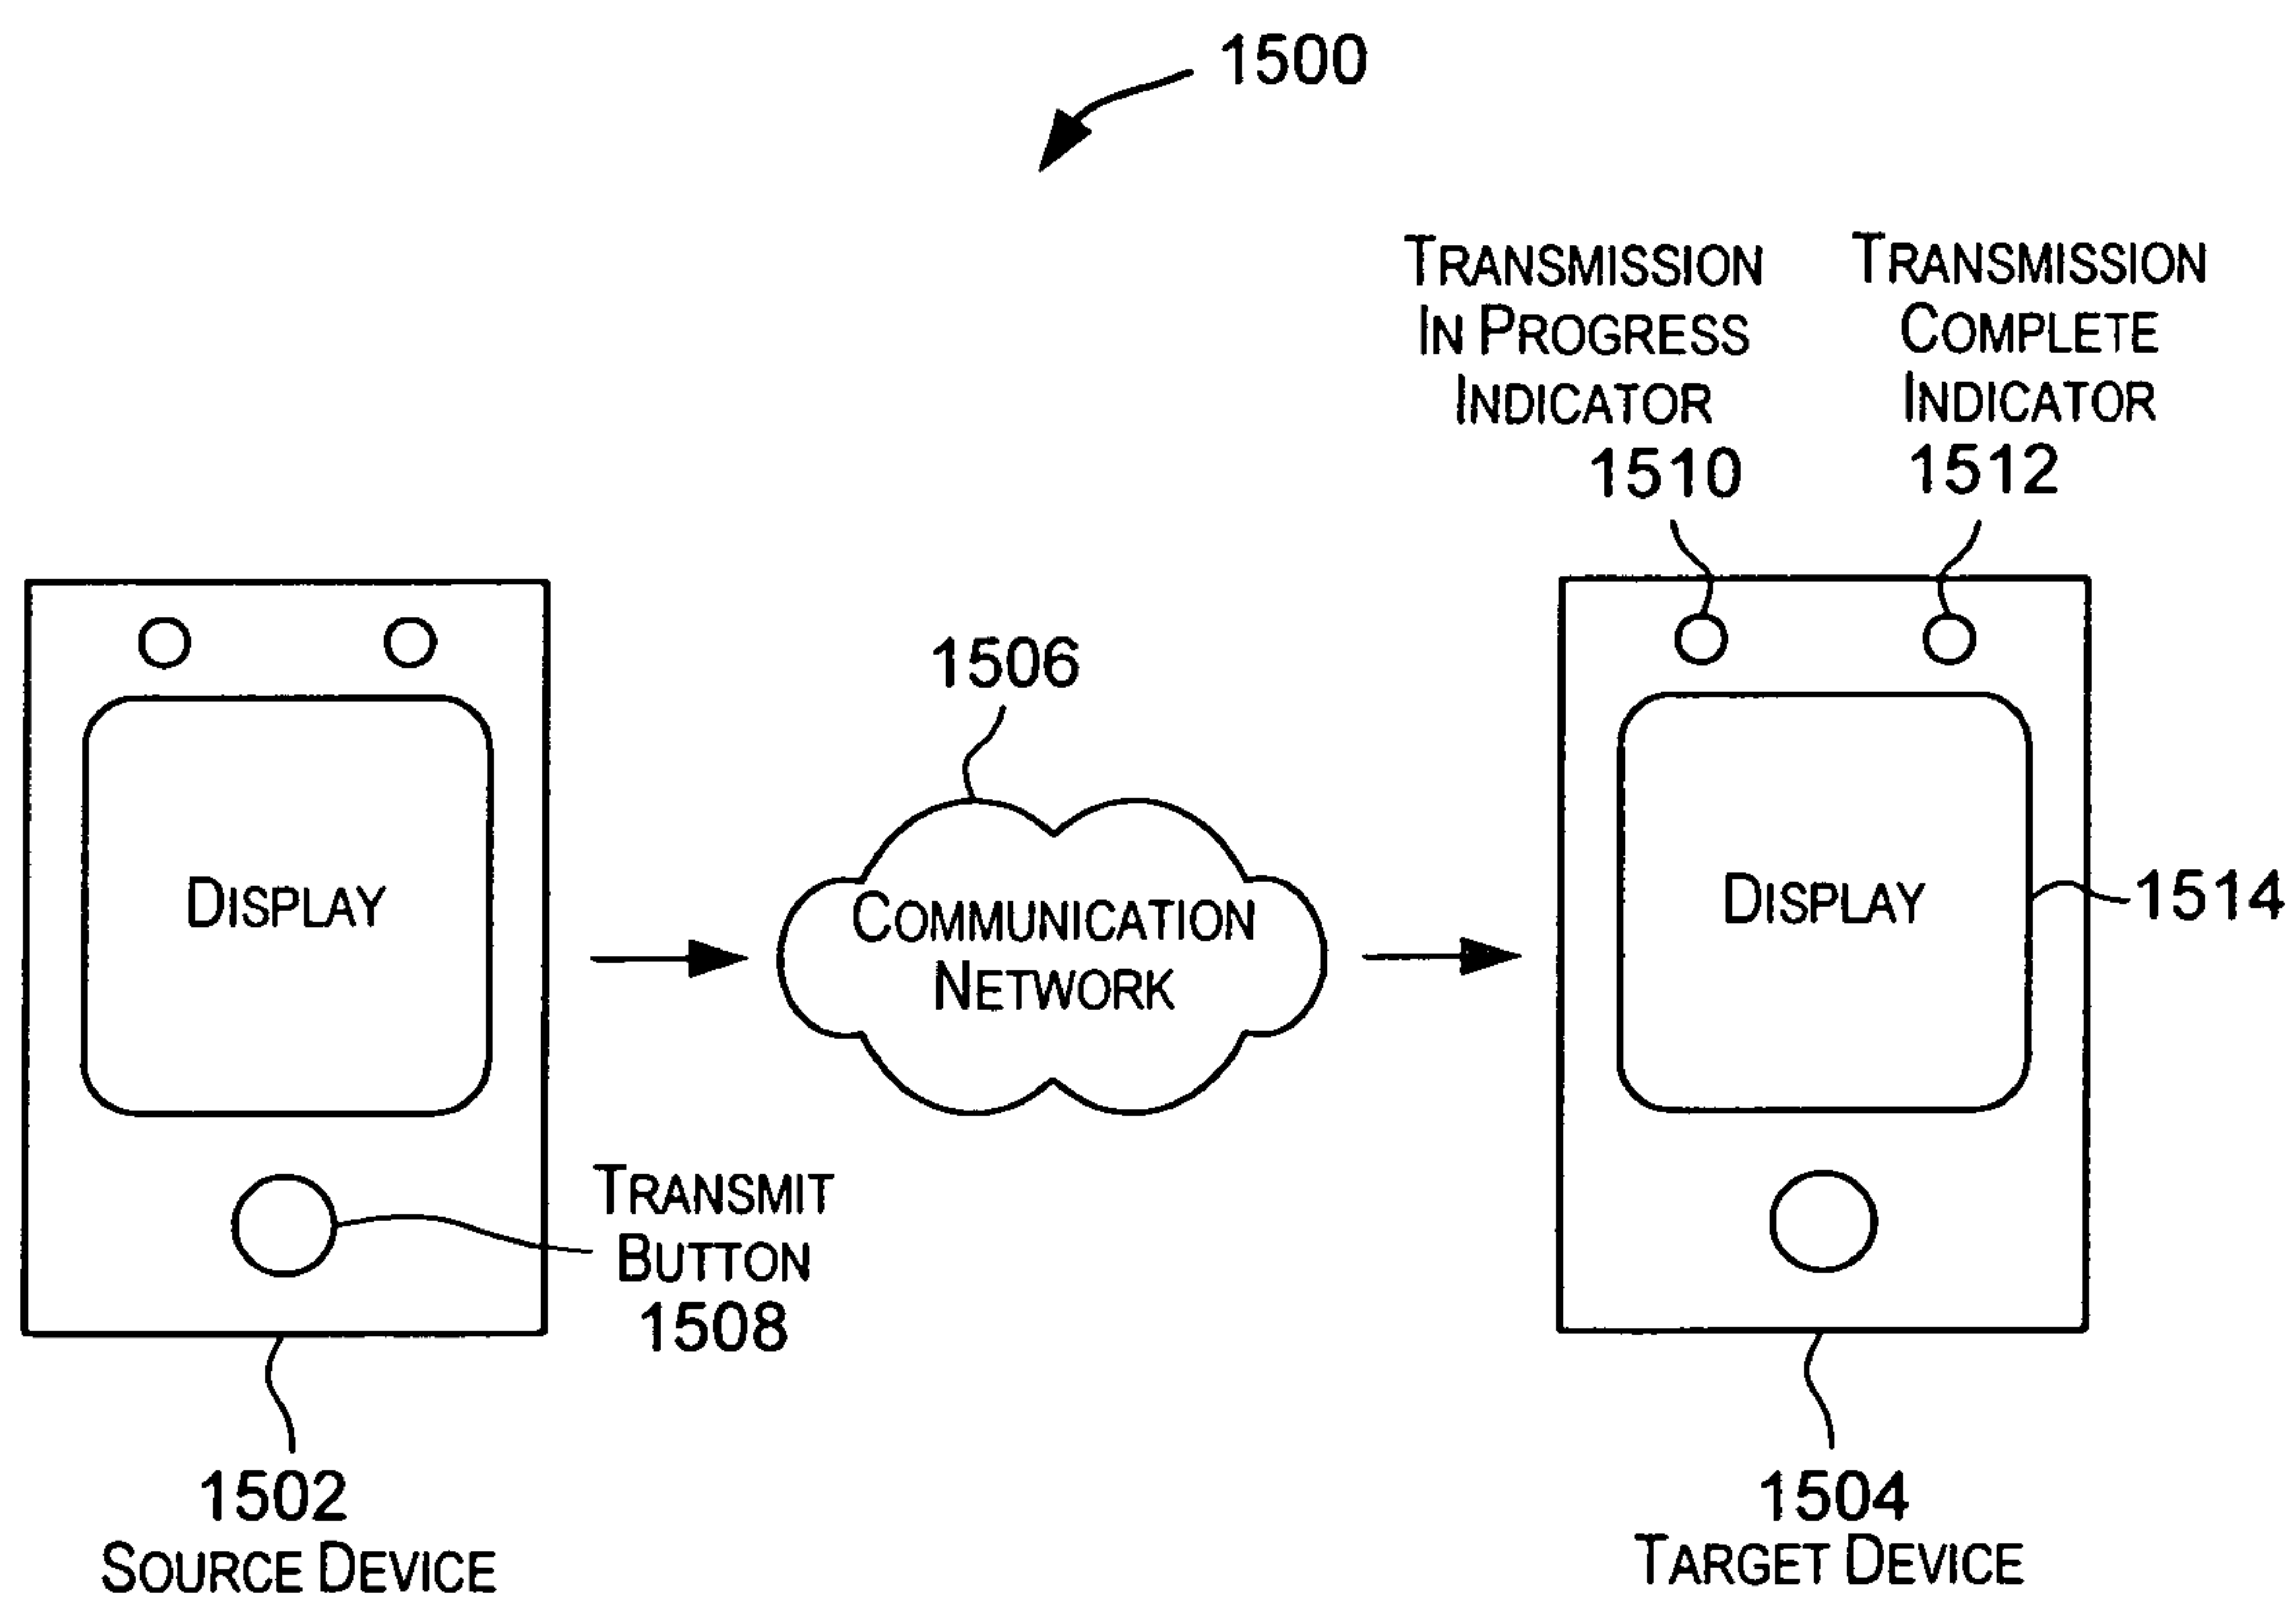 1500
TRANSMISSION
IN PROGRESS
INDICATOR
1510
TRANSMISSION
COMPLETE
INDICATOR
1512
1506
DISPLAY
COMMUNICATION
NETWORK
DISPLAY
1514
TRANSMIT
BUTTON
1508
1502
SOURCE DEVICE
1504
TARGET DEVICE